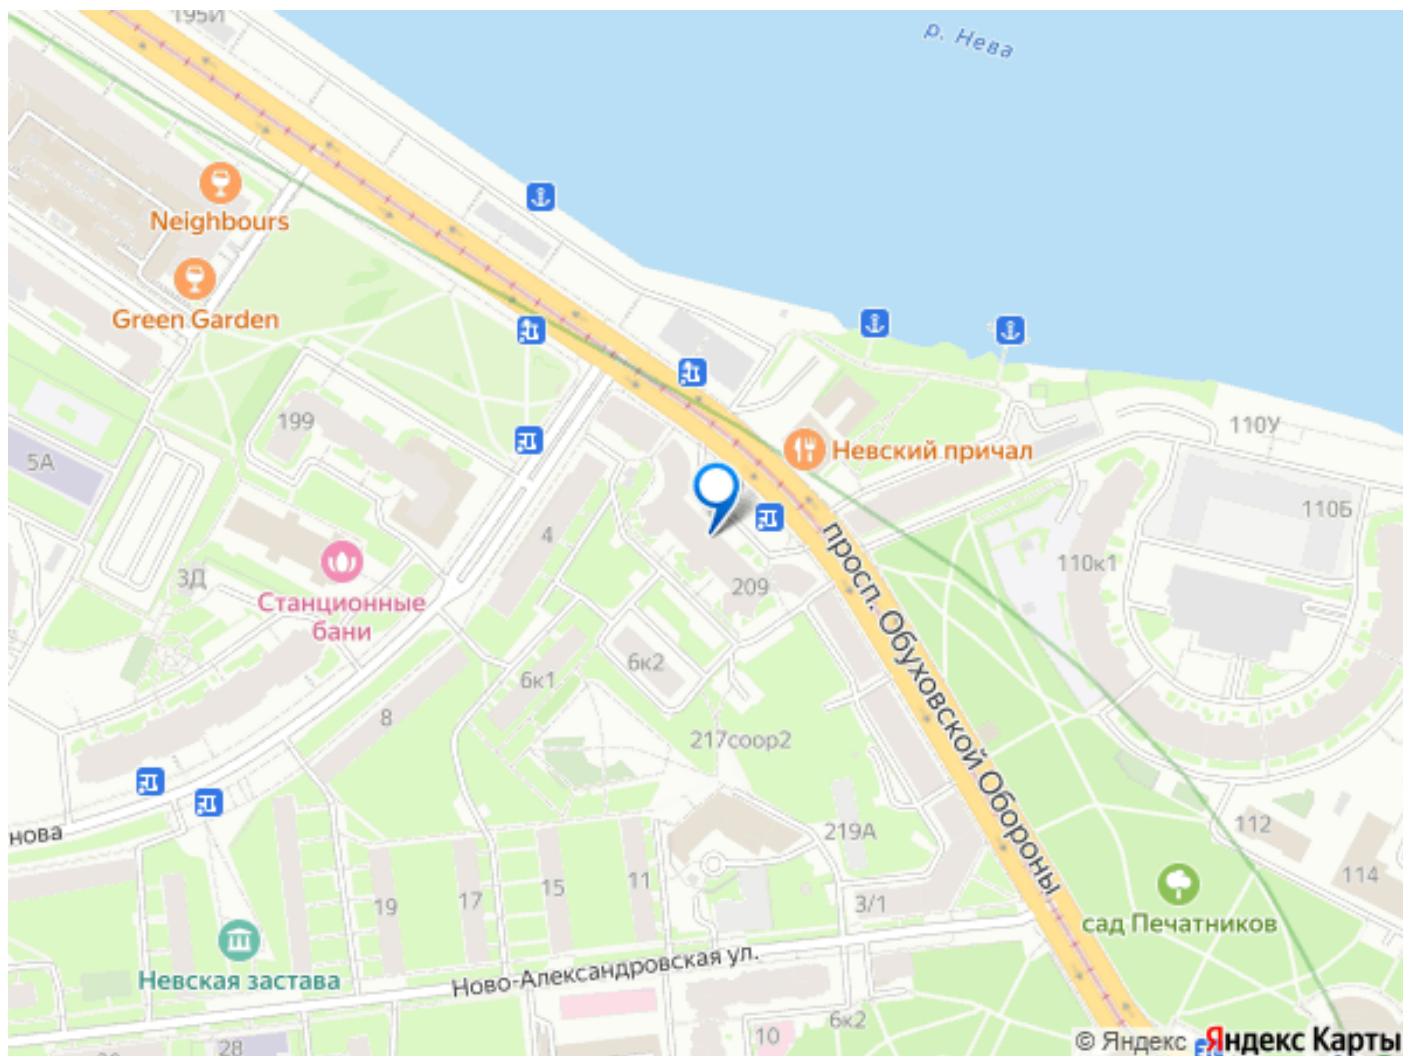 195И
р. Нева
Neighbours
Green Garden
199
5А
Невский причал
110У
110Б
110к1
4
3Д
Станционные
бани
209
просп. Обуховской Обороны
6к2
6к1
8
217соор2
нова
219А
112
114
15
11
17
19
3/1
сад Печатников
Невская застава
Ново-Александровская ул.
6к2
10
28
© Яндекс Яндекс Карты